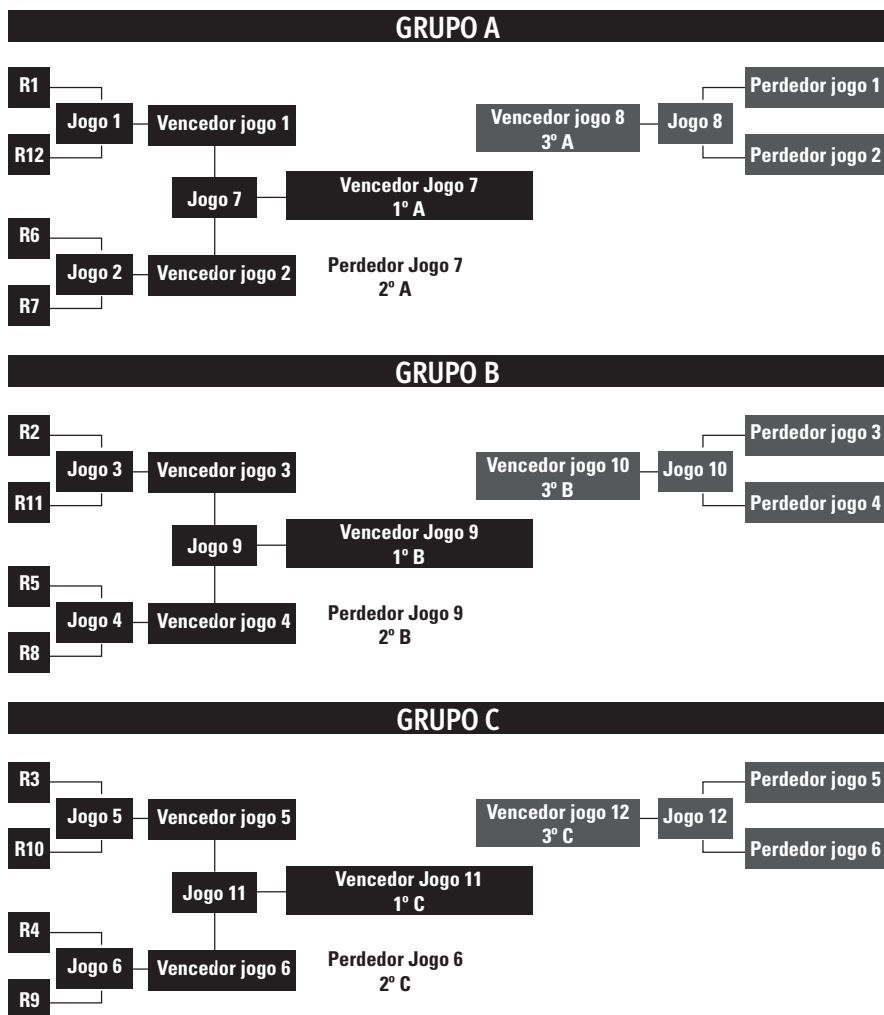 GRUPO A
R1
Perdedor jogo 1
Jogo 1
Vencedor jogo 1
Vencedor jogo 8
3º A
Jogo 8
R12
Perdedor jogo 2
Jogo 7
Vencedor Jogo 7
1º A
R6
Jogo 2
Vencedor jogo 2
Perdedor Jogo 7
2º A
R7
GRUPO B
R2
Perdedor jogo 3
Jogo 3
Vencedor jogo 3
Vencedor jogo 10
3º B
Jogo 10
R11
Perdedor jogo 4
Jogo 9
Vencedor Jogo 9
1º B
R5
Jogo 4
Vencedor jogo 4
Perdedor Jogo 9
2º B
R8
GRUPO C
R3
Perdedor jogo 5
Jogo 5
Vencedor jogo 5
Vencedor jogo 12
3º C
Jogo 12
R10
Perdedor jogo 6
Jogo 11
Vencedor Jogo 11
1º C
R4
Jogo 6
Vencedor jogo 6
Perdedor Jogo 6
2º C
R9